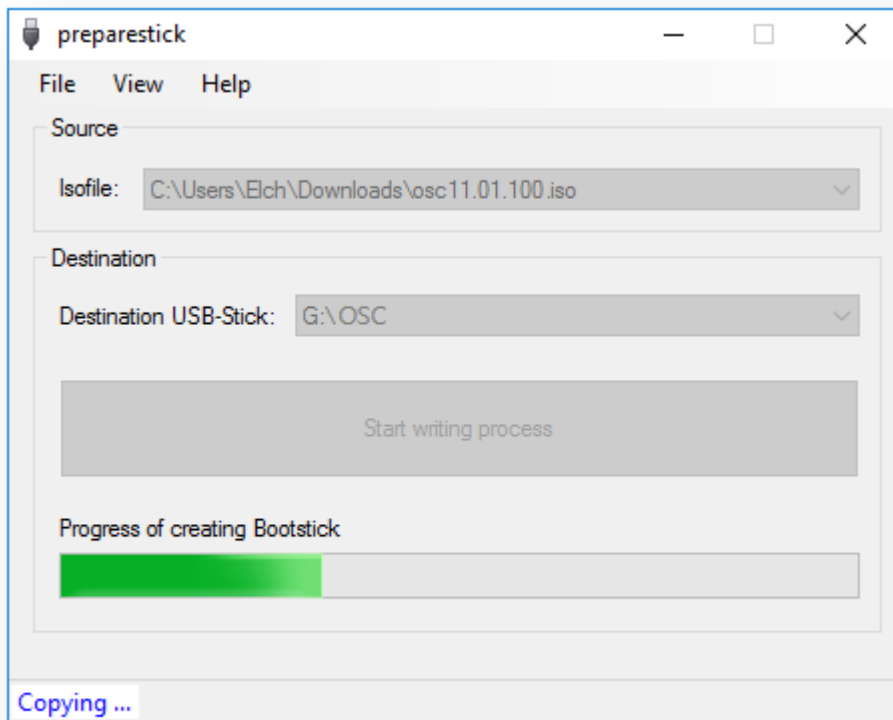 preparestick
File View Help
Source
Isofile: C:\Users\Elch\Downloads\osc11.01.100.iso
Destination
Destination USB-Stick: G:\OSC
Start writing process
Progress of creating Bootstick
Copying ...